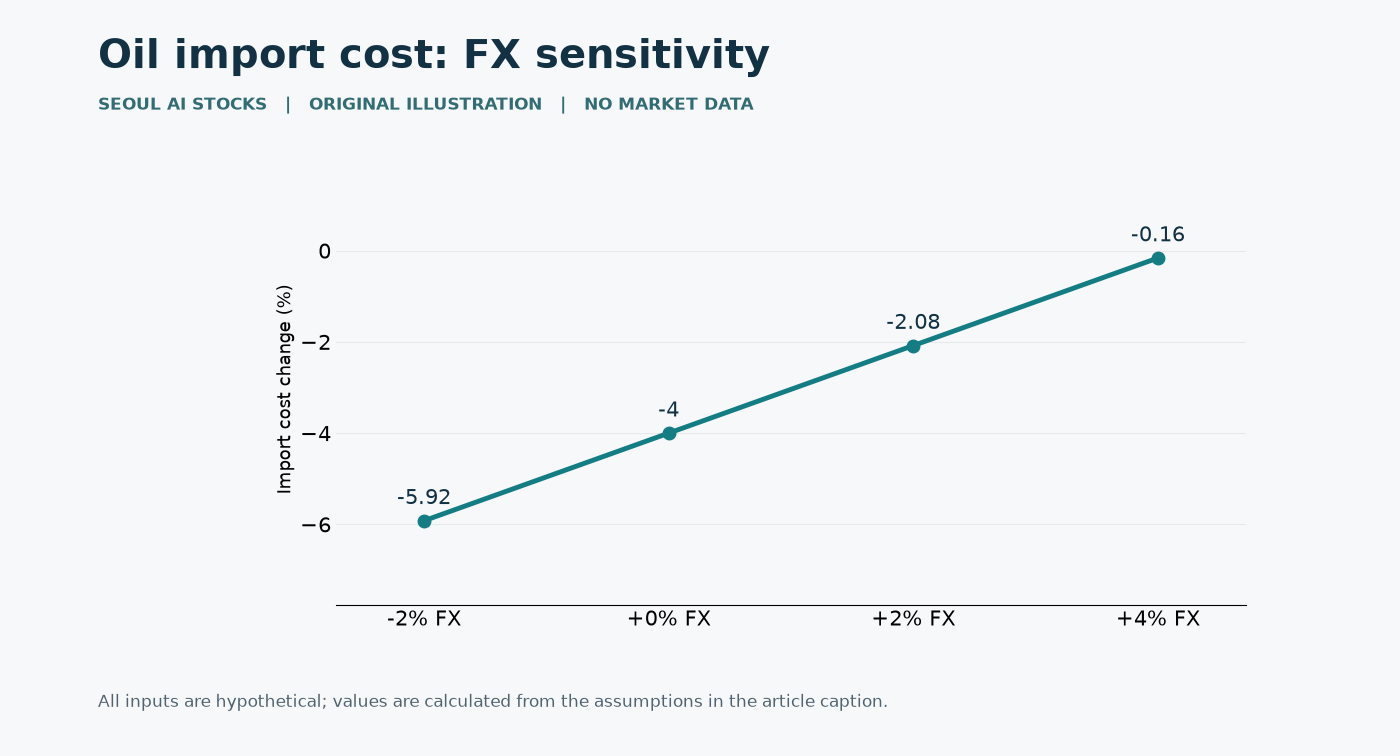 Oil import cost: FX sensitivity
SEOUL AI STOCKS | ORIGINAL ILLUSTRATION | NO MARKET DATA
Import cost change (%)
0
−2
−4
−6
-5.92
-4
-2.08
-0.16
-2% FX
+0% FX
+2% FX
+4% FX
All inputs are hypothetical; values are calculated from the assumptions in the article caption.